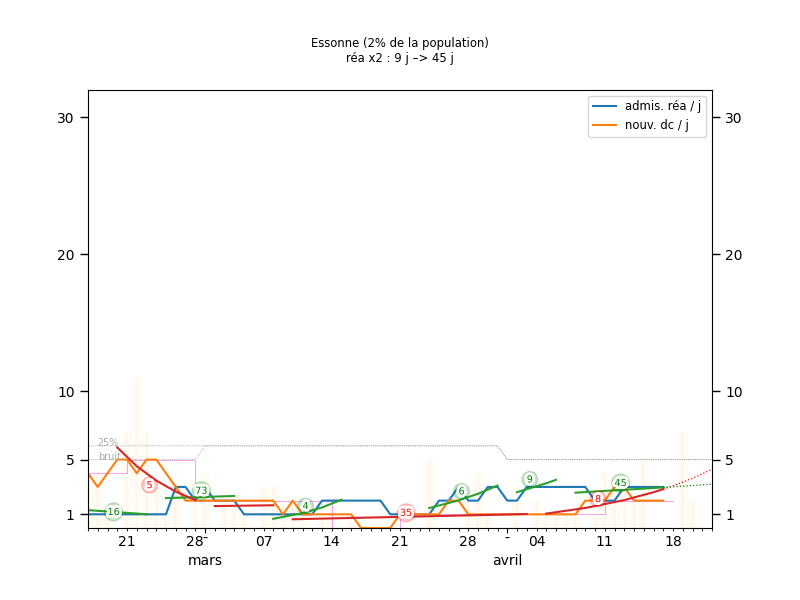 Essonne (2% de la population)
réa x2 : 9 j –> 45 j
admis. réa / j
nouv. dc / j
30 30
20 20
10 10
5 5
1 1
25%
bruit
-16 5 -73 4 -35 6 9 8 45
21 28 - 07 14 21 28 - 04 11 18
mars avril